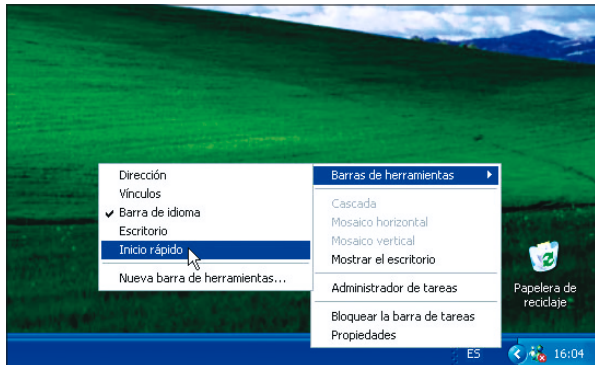 Dirección
Vínculos
Barra de idioma
Escritorio
Inicio rápido
Nueva barra de herramientas...
Barras de herramientas
Cascada
Mosaico horizontal
Mosaico vertical
Mostrar el escritorio
Administrador de tareas
Bloquear la barra de tareas
Propiedades
Papelera de
reciclaje
ES
16:04